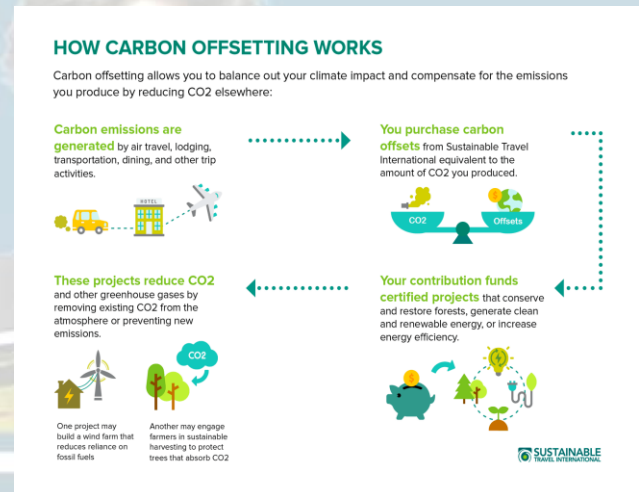 HOW CARBON OFFSETTING WORKS
Carbon offsetting allows you to balance out your climate impact and compensate for the emissions
you produce by reducing CO2 elsewhere:
Carbon emissions are
generated by air travel, lodging,
transportation, dining, and other trip
activities.
HOTEL
You purchase carbon
offsets from Sustainable Travel
International equivalent to the
amount of CO2 you produced.
CO2
Offsets
Your contribution funds
certified projects that conserve
and restore forests, generate clean
and renewable energy, or increase
energy efficiency.
These projects reduce CO2
and other greenhouse gases by
removing existing CO2 from the
atmosphere or preventing new
emissions.
CO2
One project may
build a wind farm that
reduces reliance on
fossil fuels
Another may engage
farmers in sustainable
harvesting to protect
trees that absorb CO2
SUSTAINABLE
TRAVEL INTERNATIONAL